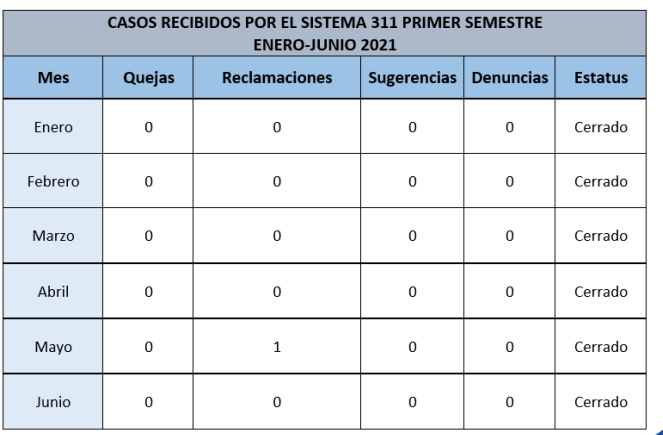 CASOS RECIBIDOS POR EL SISTEMA 311 PRIMER SEMESTRE
ENERO-JUNIO 2021
Mes Quejas Reclamaciones Sugerencias Denuncias Estatus
Enero 0 0 0 0 Cerrado
Febrero 0 0 0 0 Cerrado
Marzo 0 0 0 0 Cerrado
Abril 0 0 0 0 Cerrado
Mayo 0 1 0 0 Cerrado
Junio 0 0 0 0 Cerrado